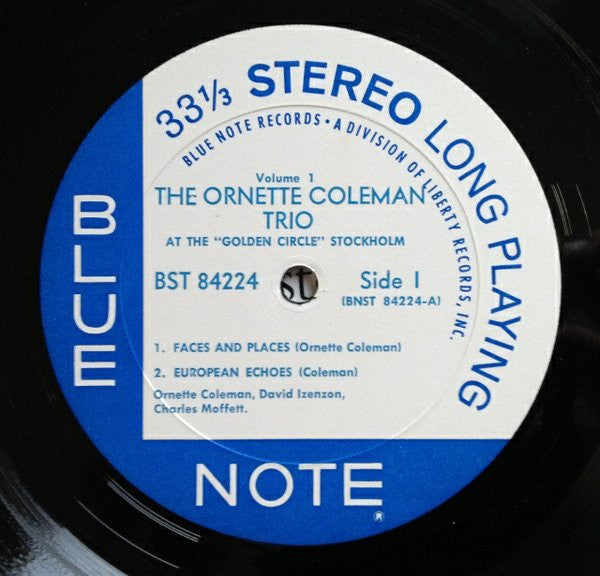 33⅓ STEREO LONG PLAYING
BLUE NOTE RECORDS • A DIVISION OF LIBERTY RECORDS, INC.
Volume 1
THE ORNETTE COLEMAN
TRIO
AT THE "GOLDEN CIRCLE" STOCKHOLM
BST 84224
st
Side 1
(BNST 84224-A)
1. FACES AND PLACES (Ornette Coleman)
2. EUROPEAN ECHOES (Coleman)
Ornette Coleman, David Izenzon,
Charles Moffett.
BLUE
NOTE
®